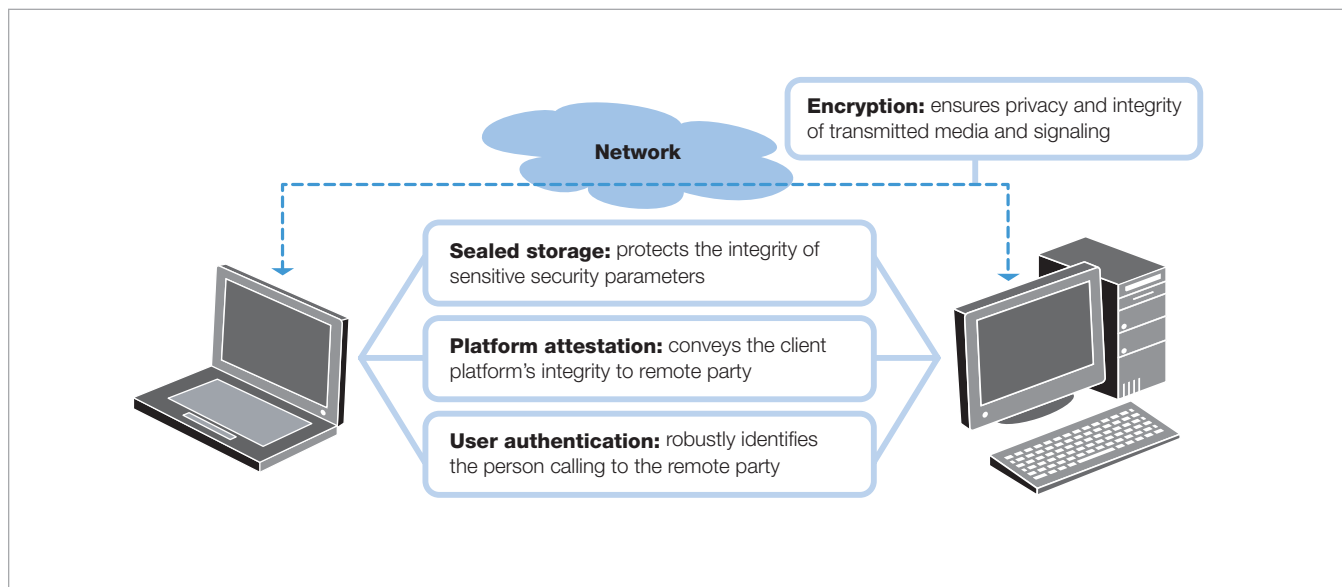 Encryption: ensures privacy and integrity
of transmitted media and signaling
Network
Sealed storage: protects the integrity of
sensitive security parameters
Platform attestation: conveys the client
platform’s integrity to remote party
User authentication: robustly identifies
the person calling to the remote party